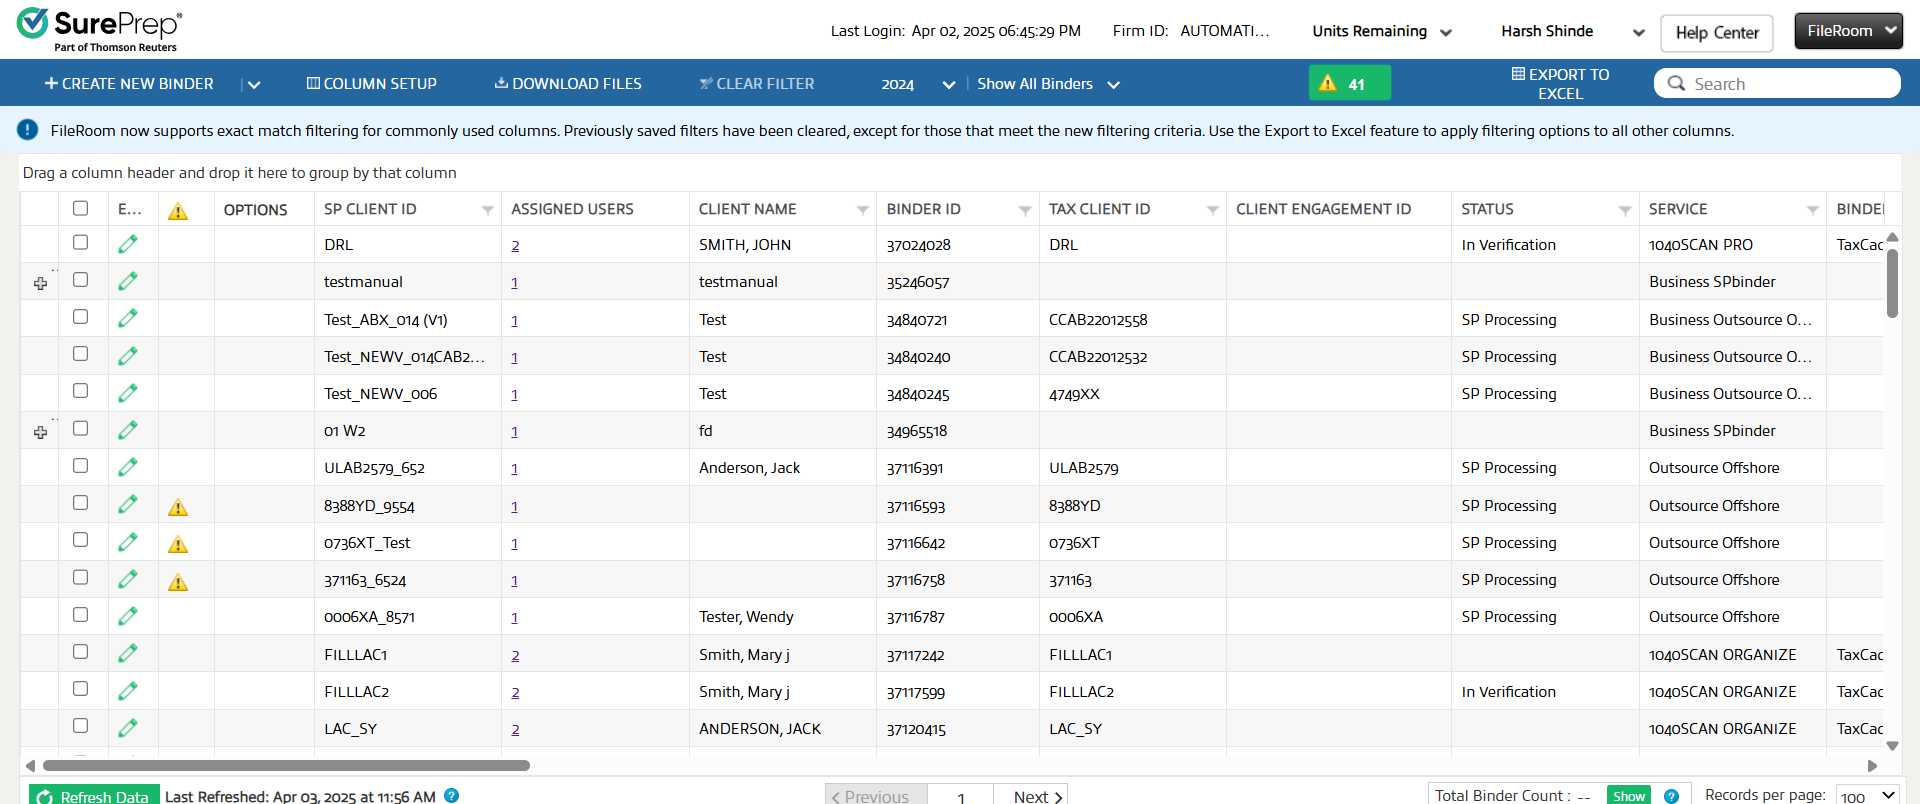 SurePrep®
Part of Thomson Reuters
Last Login: Apr 02, 2025 06:45:29 PM Firm ID: AUTOMATI... Units Remaining Harsh Shinde Help Center FileRoom
CREATE NEW BINDER COLUMN SETUP DOWNLOAD FILES CLEAR FILTER 2024 Show All Binders 41 EXPORT TO EXCEL Search
FileRoom now supports exact match filtering for commonly used columns. Previously saved filters have been cleared, except for those that meet the new filtering criteria. Use the Export to Excel feature to apply filtering options to all other columns.
Drag a column header and drop it here to group by that column
E... OPTIONS SP CLIENT ID ASSIGNED USERS CLIENT NAME BINDER ID TAX CLIENT ID CLIENT ENGAGEMENT ID STATUS SERVICE BINDE
DRL 2 SMITH, JOHN 37024028 DRL In Verification 1040SCAN PRO TaxCac
testmanual 1 testmanual 35246057 Business SPbinder
Test_ABX_014 (V1) 1 Test 34840721 CCAB22012558 SP Processing Business Outsource O...
Test_NEWV_014CAB2... 1 Test 34840240 CCAB22012532 SP Processing Business Outsource O...
Test_NEWV_006 1 Test 34840245 4749XX SP Processing Business Outsource O...
01 W2 1 fd 34965518 Business SPbinder
ULAB2579_652 1 Anderson, Jack 37116391 ULAB2579 SP Processing Outsource Offshore
8388YD_9554 1 37116593 8388YD SP Processing Outsource Offshore
0736XT_Test 1 37116642 0736XT SP Processing Outsource Offshore
371163_6524 1 37116758 371163 SP Processing Outsource Offshore
0006XA_8571 1 Tester, Wendy 37116787 0006XA SP Processing Outsource Offshore
FILLLAC1 2 Smith, Mary j 37117242 FILLLAC1 1040SCAN ORGANIZE TaxCac
FILLLAC2 2 Smith, Mary j 37117599 FILLLAC2 In Verification 1040SCAN ORGANIZE TaxCac
LAC_SY 2 ANDERSON, JACK 37120415 LAC_SY 1040SCAN ORGANIZE TaxCac
Refresh Data Last Refreshed: Apr 03, 2025 at 11:56 AM Previous 1 Next Total Binder Count : -- Show Records per page: 100